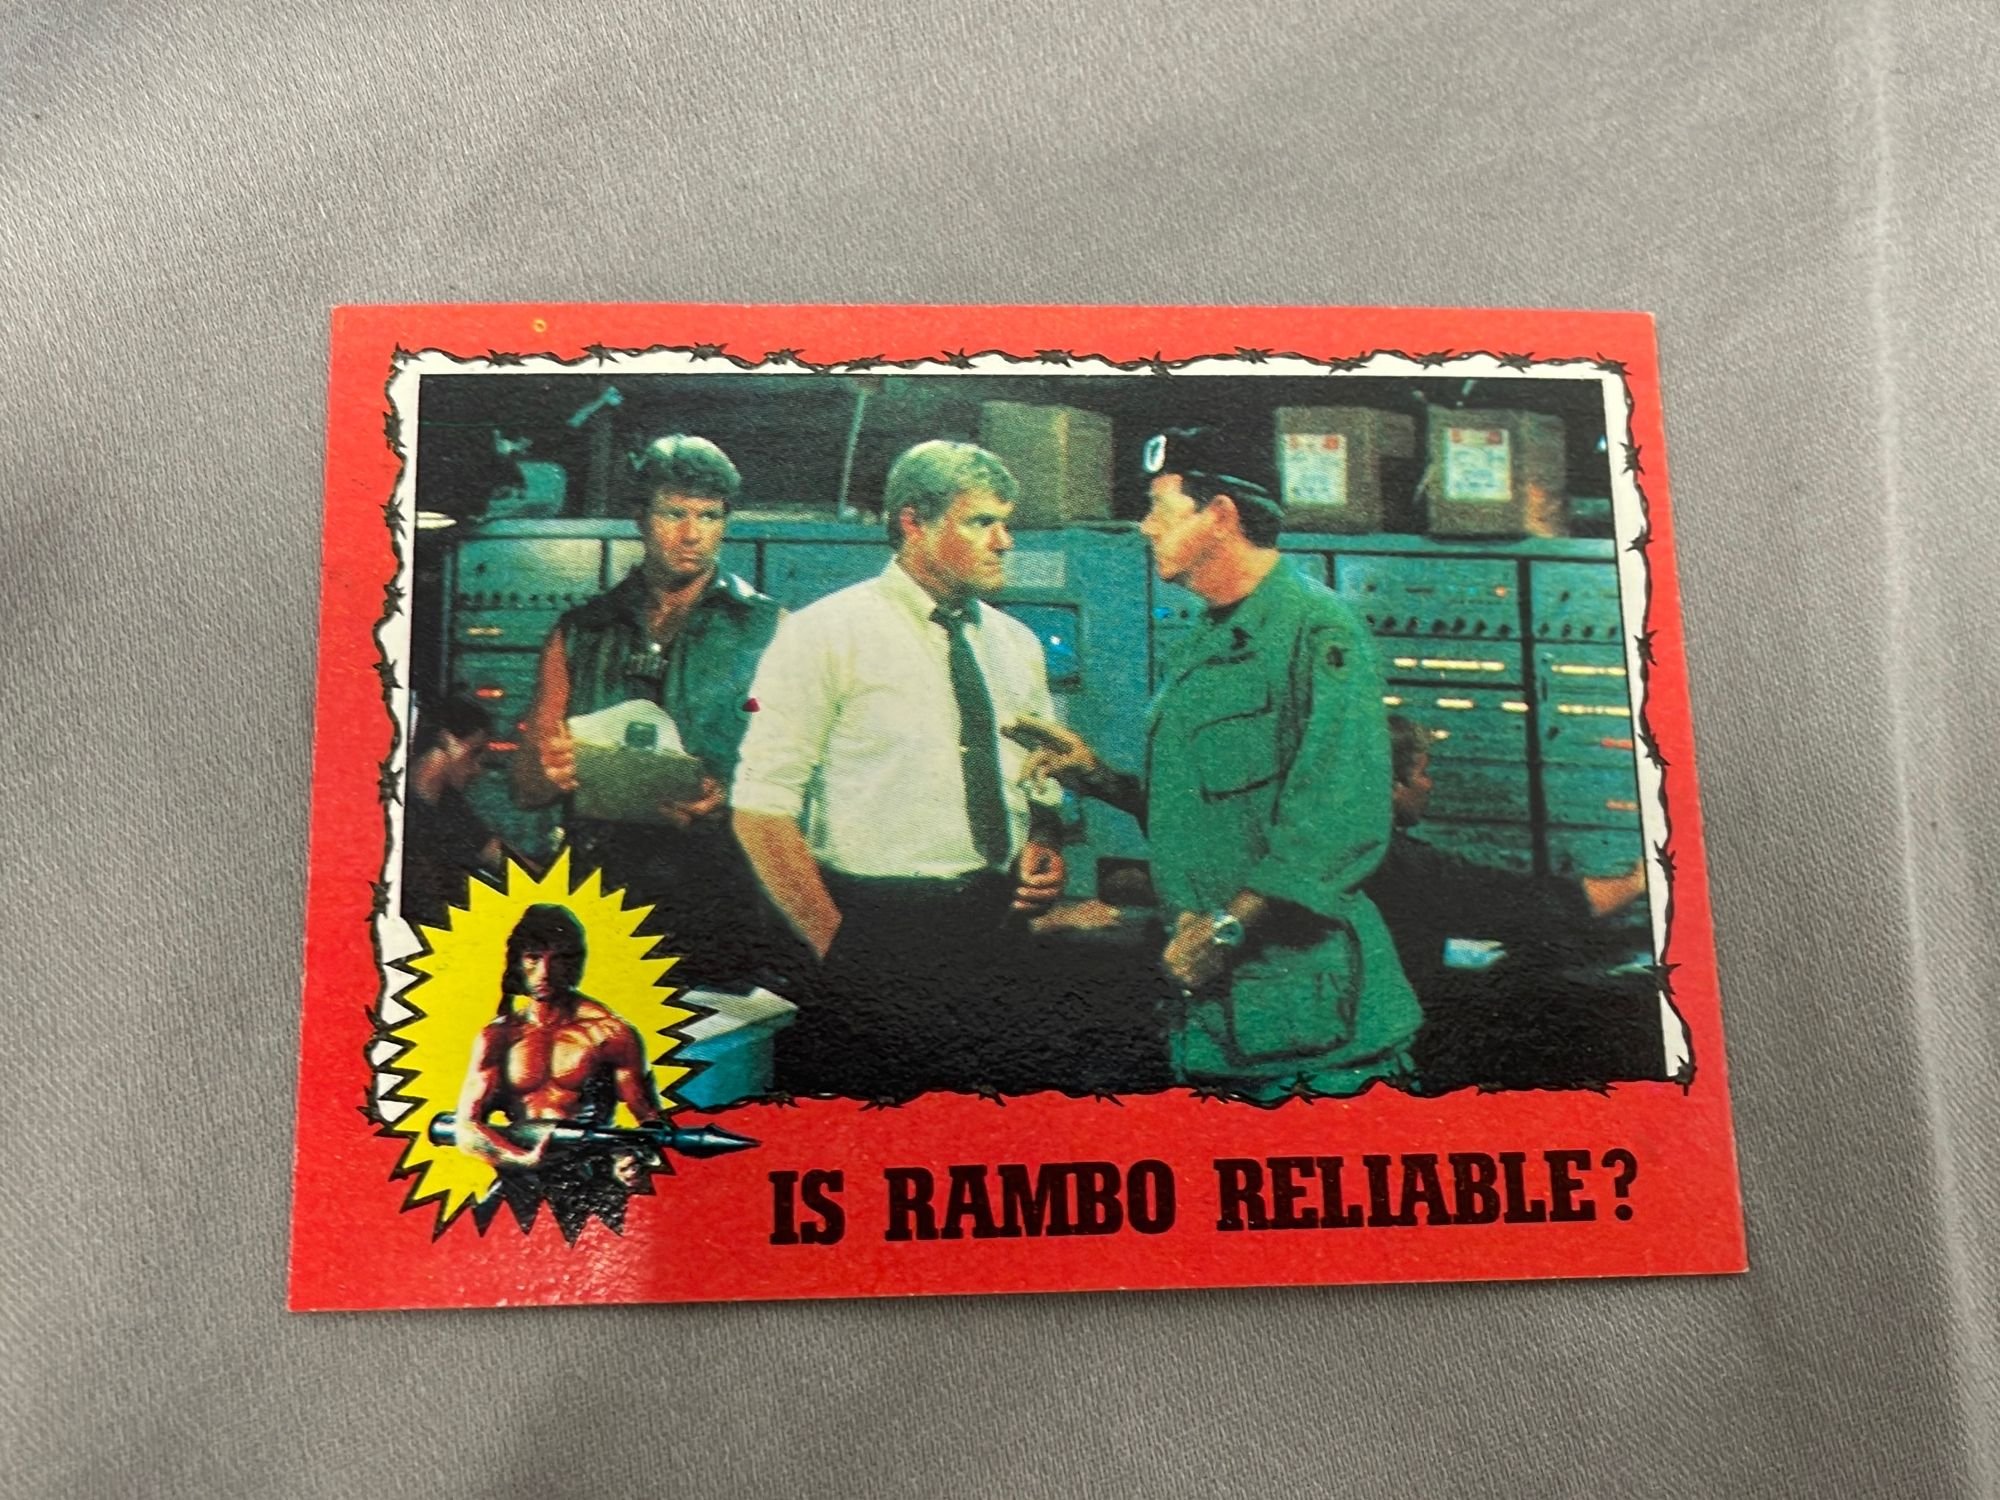 IS RAMBO RELIABLE?